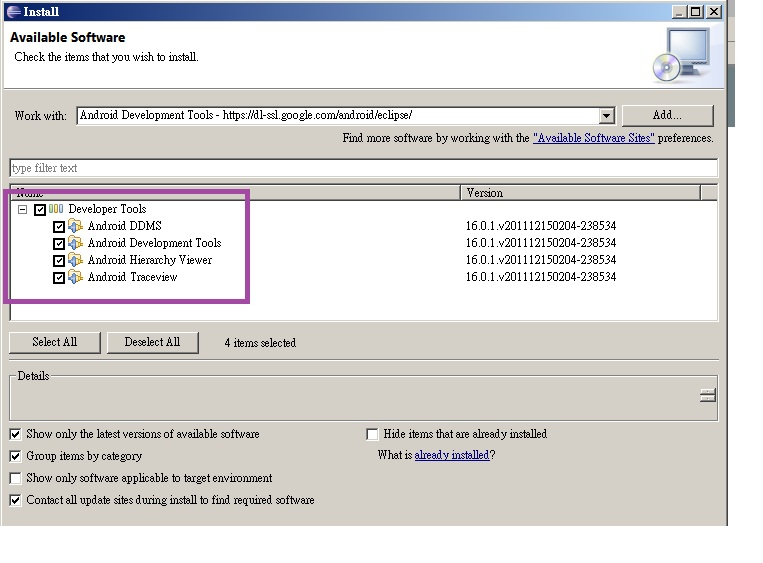 Install
Available Software
Check the items that you wish to install.
Work with: Android Development Tools - https://dl-ssl.google.com/android/eclipse/ Add...
Find more software by working with the "Available Software Sites" preferences.
type filter text
Name Version
Developer Tools
Android DDMS 16.0.1.v201112150204-238534
Android Development Tools 16.0.1.v201112150204-238534
Android Hierarchy Viewer 16.0.1.v201112150204-238534
Android Traceview 16.0.1.v201112150204-238534
Select All Deselect All 4 items selected
Details
Show only the latest versions of available software Hide items that are already installed
Group items by category What is already installed?
Show only software applicable to target environment
Contact all update sites during install to find required software